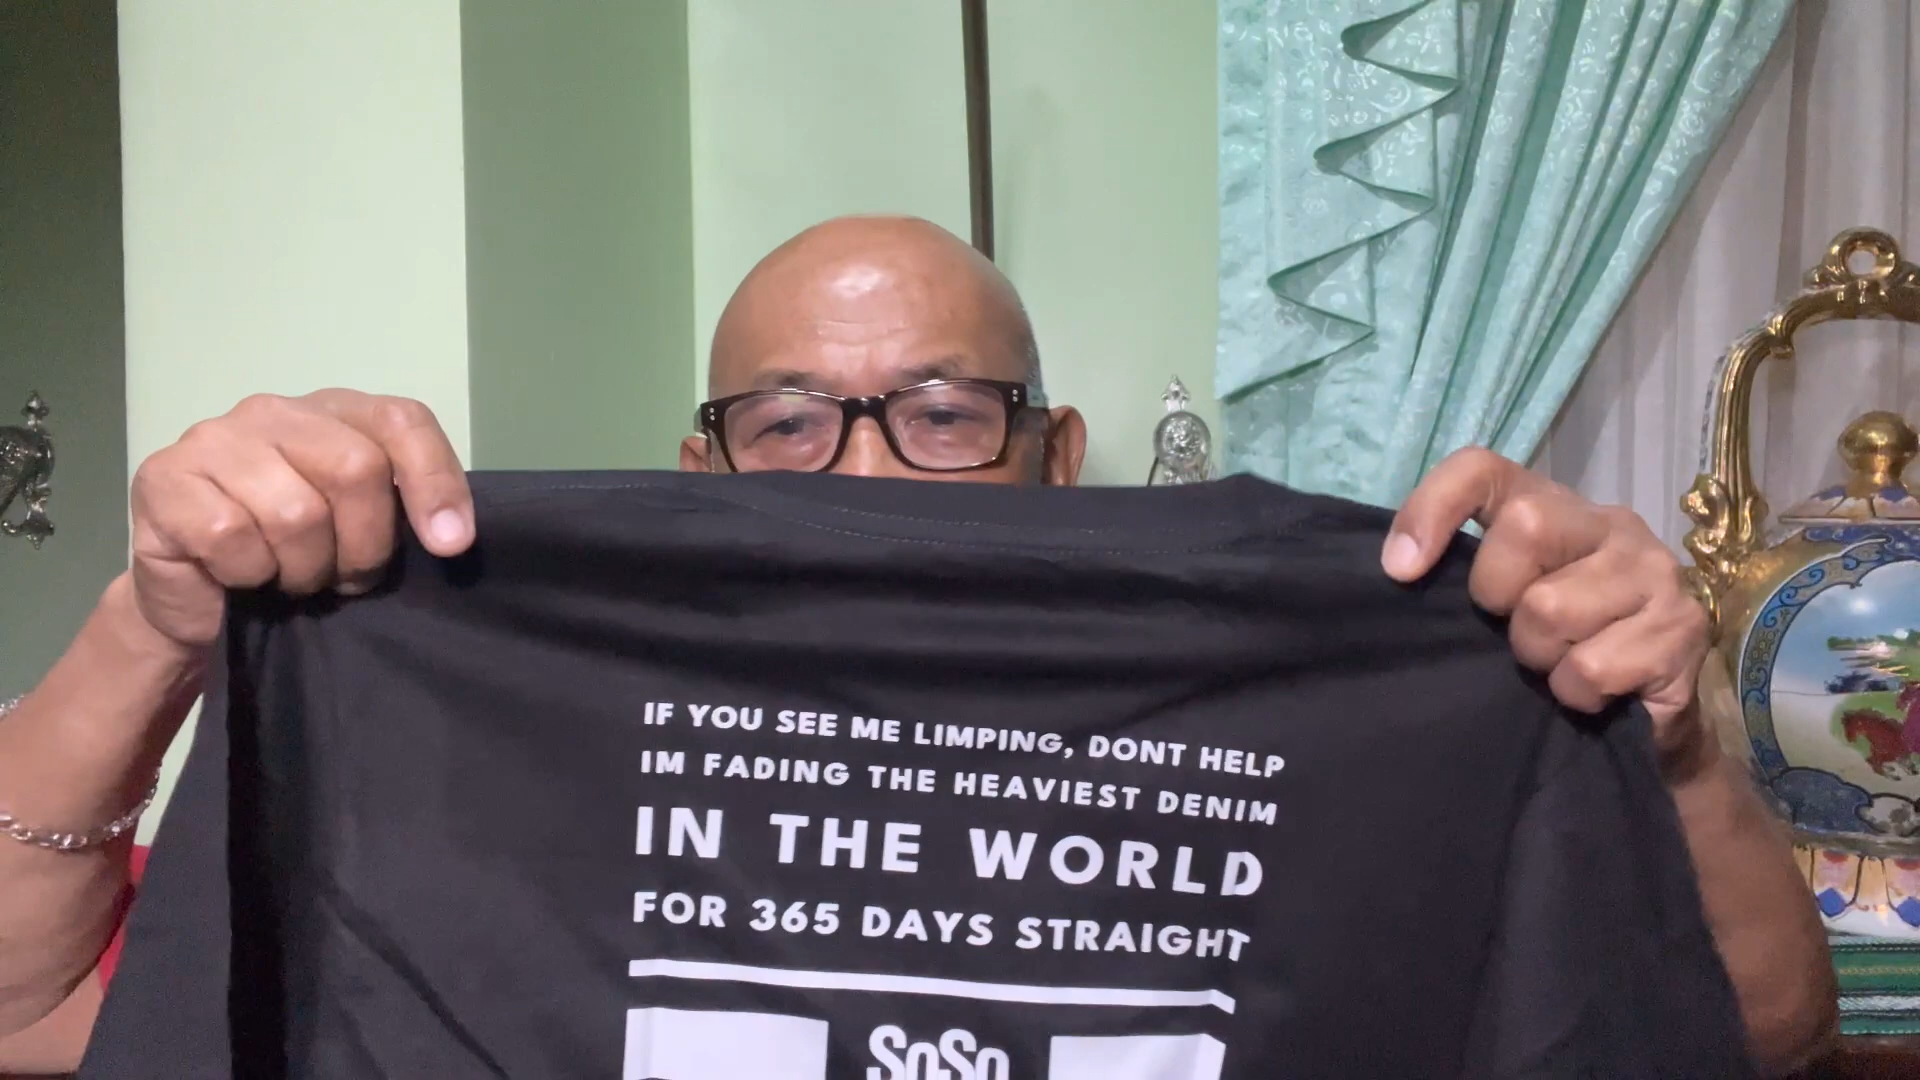 IF YOU SEE ME LIMPING, DONT HELP
IM FADING THE HEAVIEST DENIM
IN THE WORLD
FOR 365 DAYS STRAIGHT
SoSo